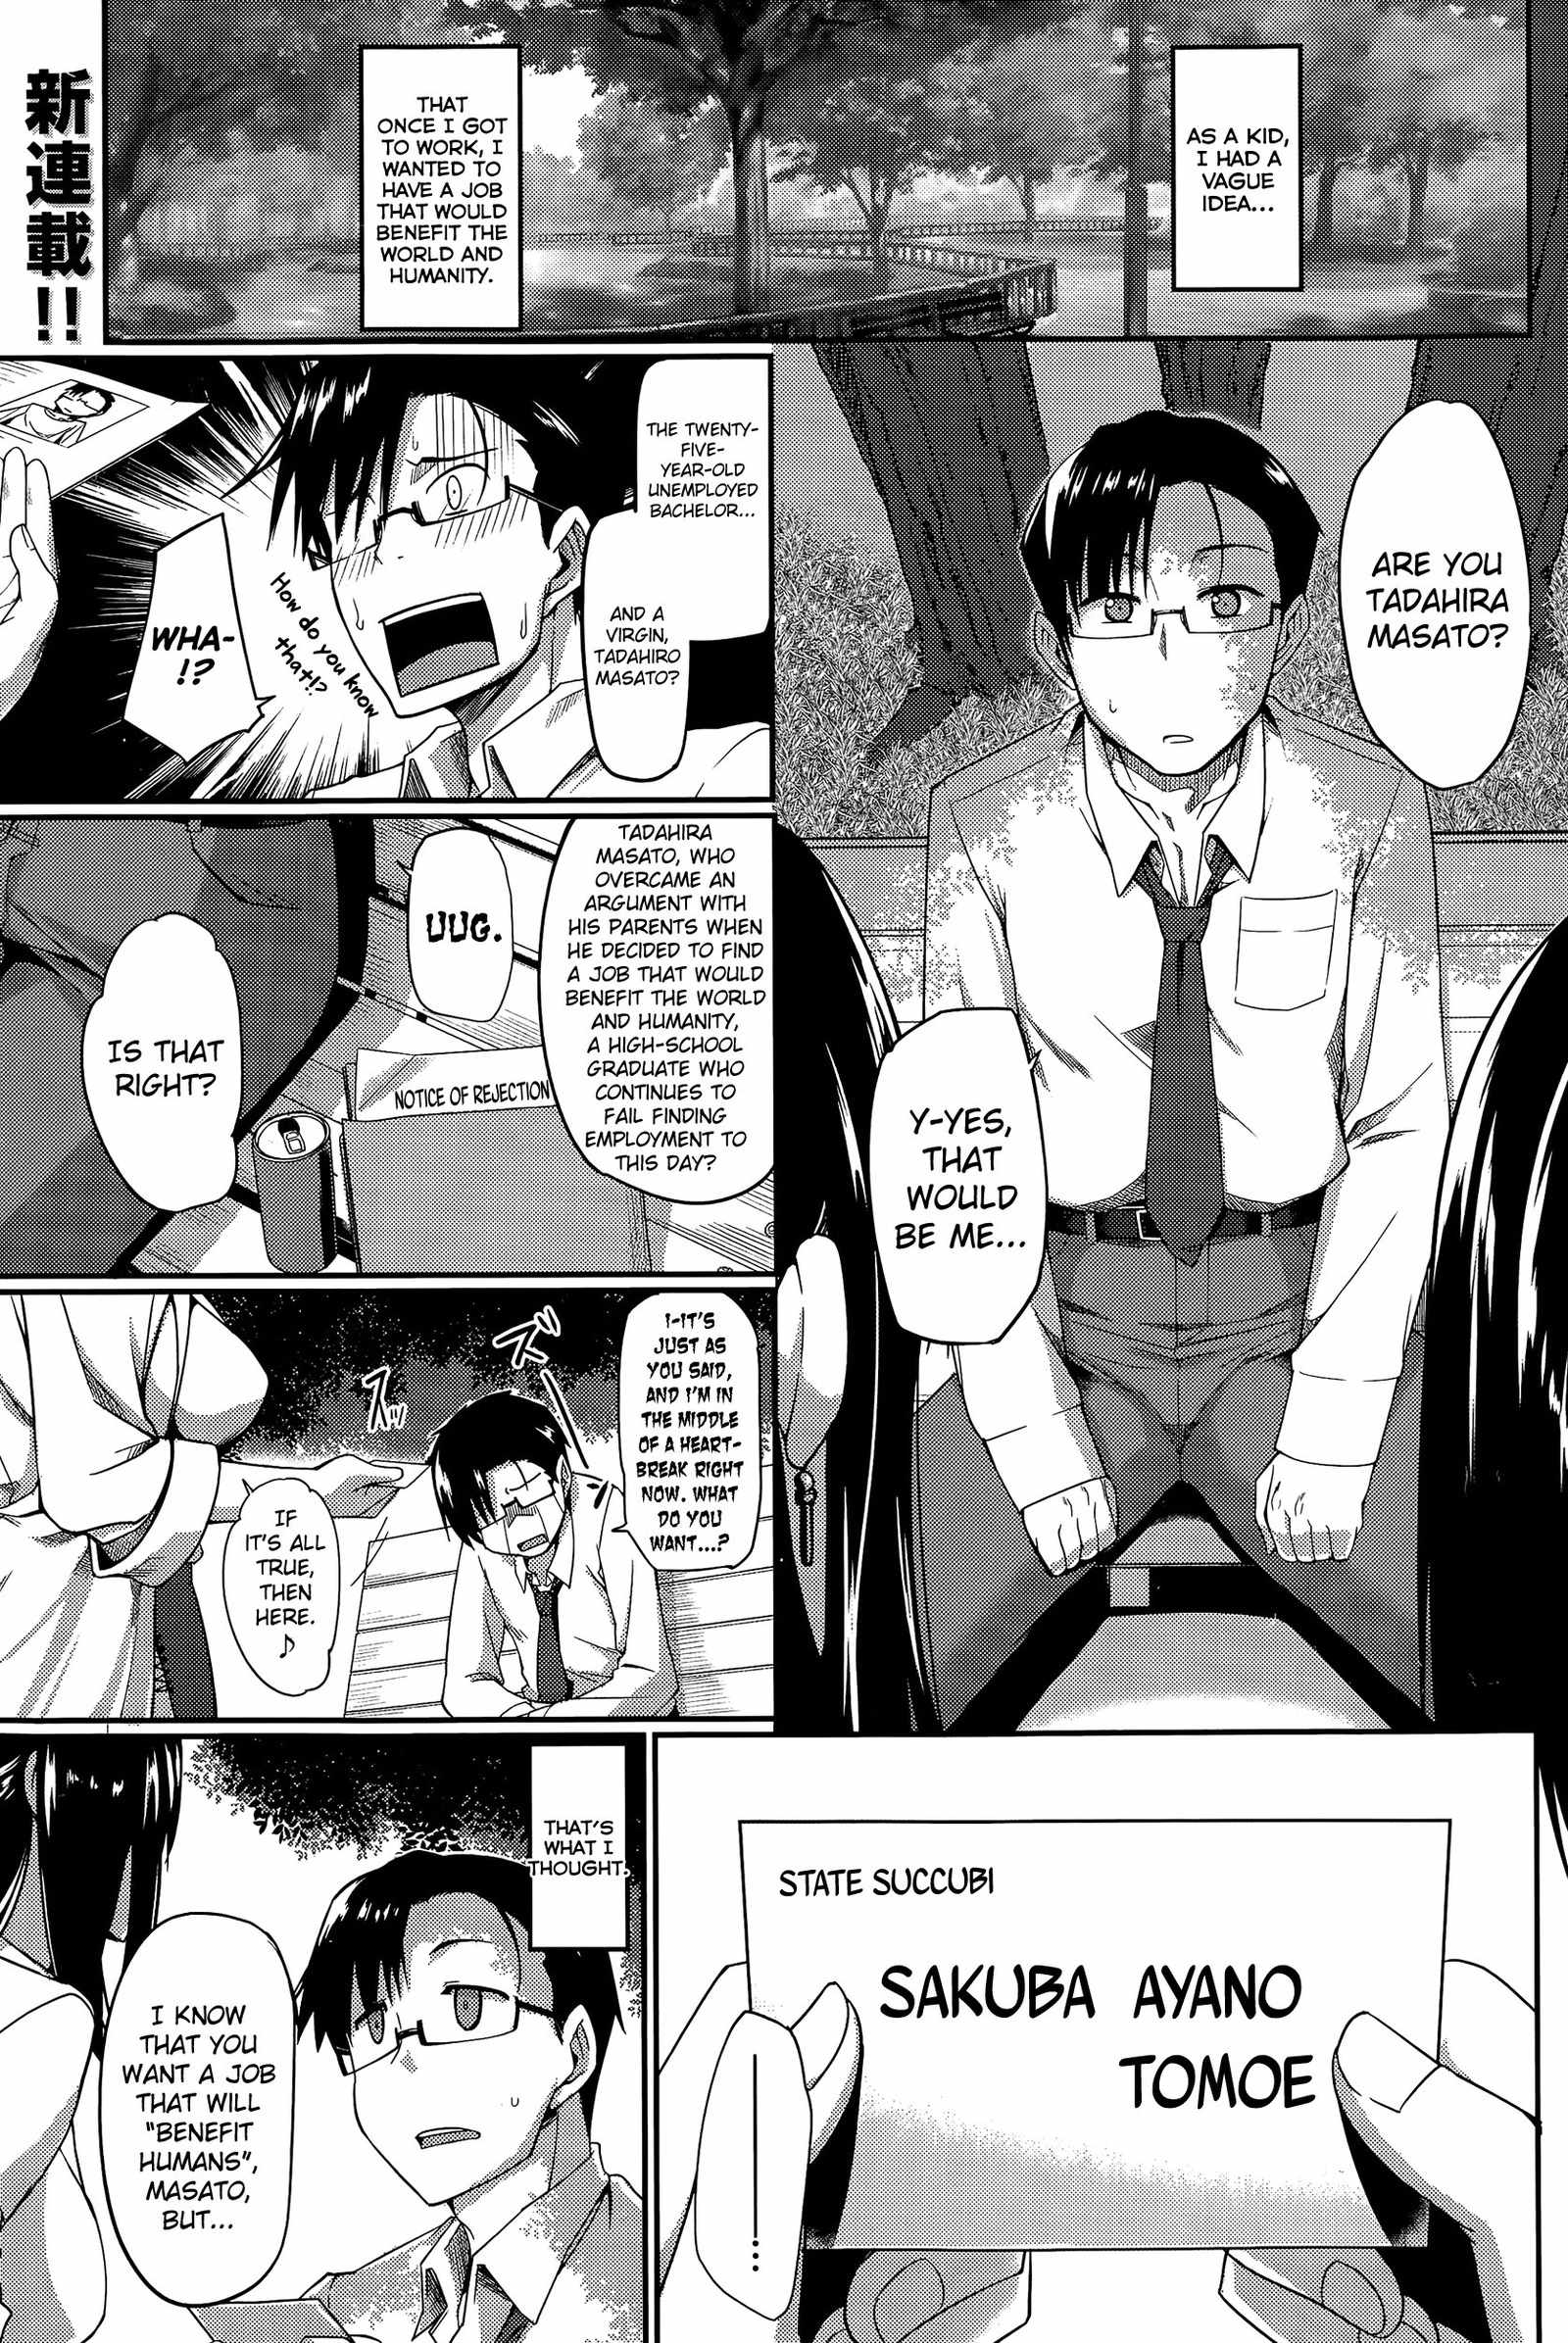 新連載!!
AS A KID,
I HAD A
VAGUE
IDEA...
THAT
ONCE I GOT
TO WORK, I
WANTED TO
HAVE A JOB
THAT WOULD
BENEFIT THE
WORLD AND
HUMANITY.
ARE YOU
TADAHIRA
MASATO?
Y-YES,
THAT
WOULD
BE ME...
THE TWENTY-
FIVE-
YEAR-OLD
UNEMPLOYED
BACHELOR...
AND A
VIRGIN,
TADAHIRO
MASATO?
How do you know
that!?
WHA-
!?
TADAHIRA
MASATO, WHO
OVERCAME AN
ARGUMENT WITH
HIS PARENTS WHEN
HE DECIDED TO FIND
A JOB THAT WOULD
BENEFIT THE WORLD
AND HUMANITY,
A HIGH-SCHOOL
GRADUATE WHO
CONTINUES TO
FAIL FINDING
EMPLOYMENT TO
THIS DAY?
UUG.
NOTICE OF REJECTION
IS THAT
RIGHT?
I-IT'S
JUST AS
YOU SAID,
AND I'M IN
THE MIDDLE
OF A HEART-
BREAK RIGHT
NOW. WHAT
DO YOU
WANT...?
ズッ
スッ
IF
IT'S ALL
TRUE,
THEN
HERE.
♪
STATE SUCCUBI
SAKUBA AYANO
TOMOE
―...
THAT'S
WHAT I
THOUGHT.
I KNOW
THAT YOU
WANT A JOB
THAT WILL
"BENEFIT
HUMANS",
MASATO,
BUT...